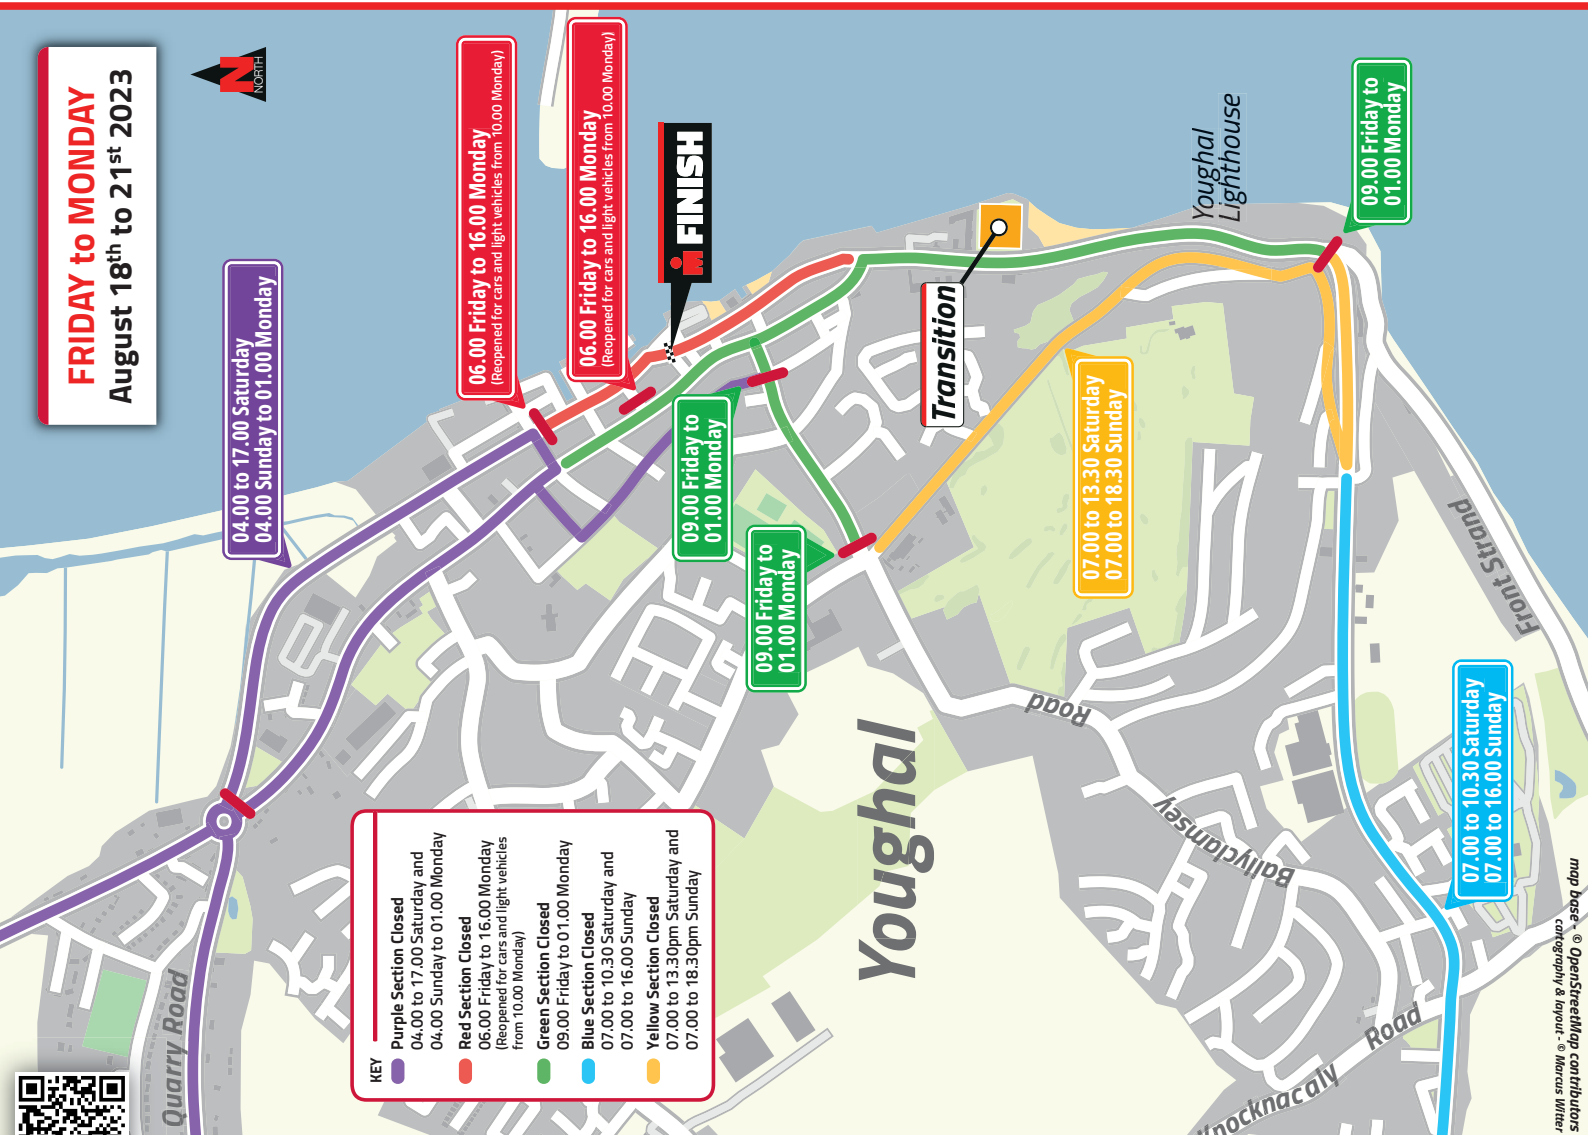 FRIDAY to MONDAY
August 18th to 21st 2023
N
NORTH
04.00 to 17.00 Saturday
04.00 Sunday to 01.00 Monday
06.00 Friday to 16.00 Monday
(Reopened for cars and light vehicles from 10.00 Monday)
06.00 Friday to 16.00 Monday
(Reopened for cars and light vehicles from 10.00 Monday)
FINISH
09.00 Friday to
01.00 Monday
09.00 Friday to
01.00 Monday
Transition
07.00 to 13.30 Saturday
07.00 to 18.30 Sunday
Youghal
Lighthouse
09.00 Friday to
01.00 Monday
07.00 to 10.30 Saturday
07.00 to 16.00 Sunday
Front Strand
Road
Ballyclamsey
Youghal
Knocknacaly
Road
Quarry Road
KEY
Purple Section Closed
04.00 to 17.00 Saturday and
04.00 Sunday to 01.00 Monday
Red Section Closed
06.00 Friday to 16.00 Monday
(Reopened for cars and light vehicles
from 10.00 Monday)
Green Section Closed
09.00 Friday to 01.00 Monday
Blue Section Closed
07.00 to 10.30 Saturday and
07.00 to 16.00 Sunday
Yellow Section Closed
07.00 to 13.30pm Saturday and
07.00 to 18.30pm Sunday
map base - © OpenStreetMap contributors
cartography & layout - © Marcus Witter